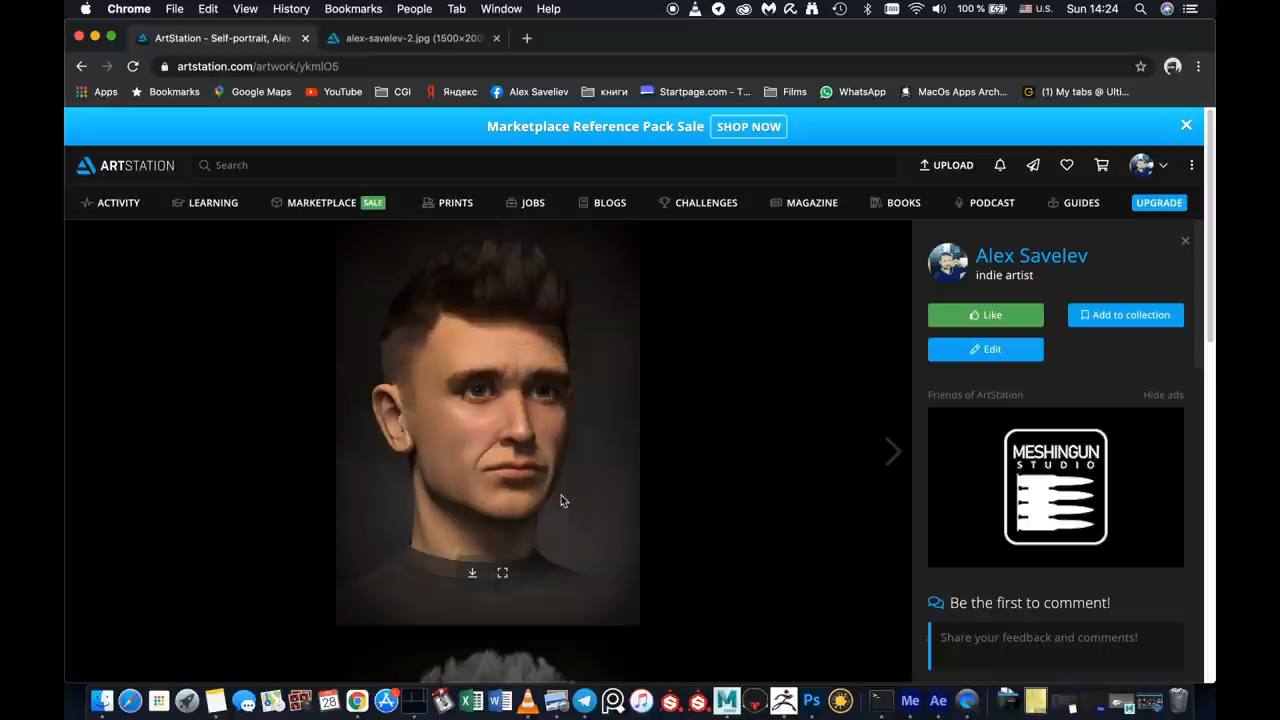 Chrome File Edit View History Bookmarks People Tab Window Help 100 % U.S. Sun 14:24
ArtStation - Self-portrait, Alex alex-savelev-2.jpg (1500×200
artstation.com/artwork/ykmlO5
Apps Bookmarks Google Maps YouTube CGI Яндекс Alex Saveliev книги Startpage.com - T... Films WhatsApp MacOs Apps Arch... (1) My tabs @ Ulti...
Marketplace Reference Pack Sale SHOP NOW
ARTSTATION Search UPLOAD
ACTIVITY LEARNING MARKETPLACE SALE PRINTS JOBS BLOGS CHALLENGES MAGAZINE BOOKS PODCAST GUIDES UPGRADE
Alex Savelev
indie artist
Like Add to collection
Edit
Friends of ArtStation Hide ads
MESHINGUN
STUDIO
Be the first to comment!
Share your feedback and comments!
28 M Ps Me Ae